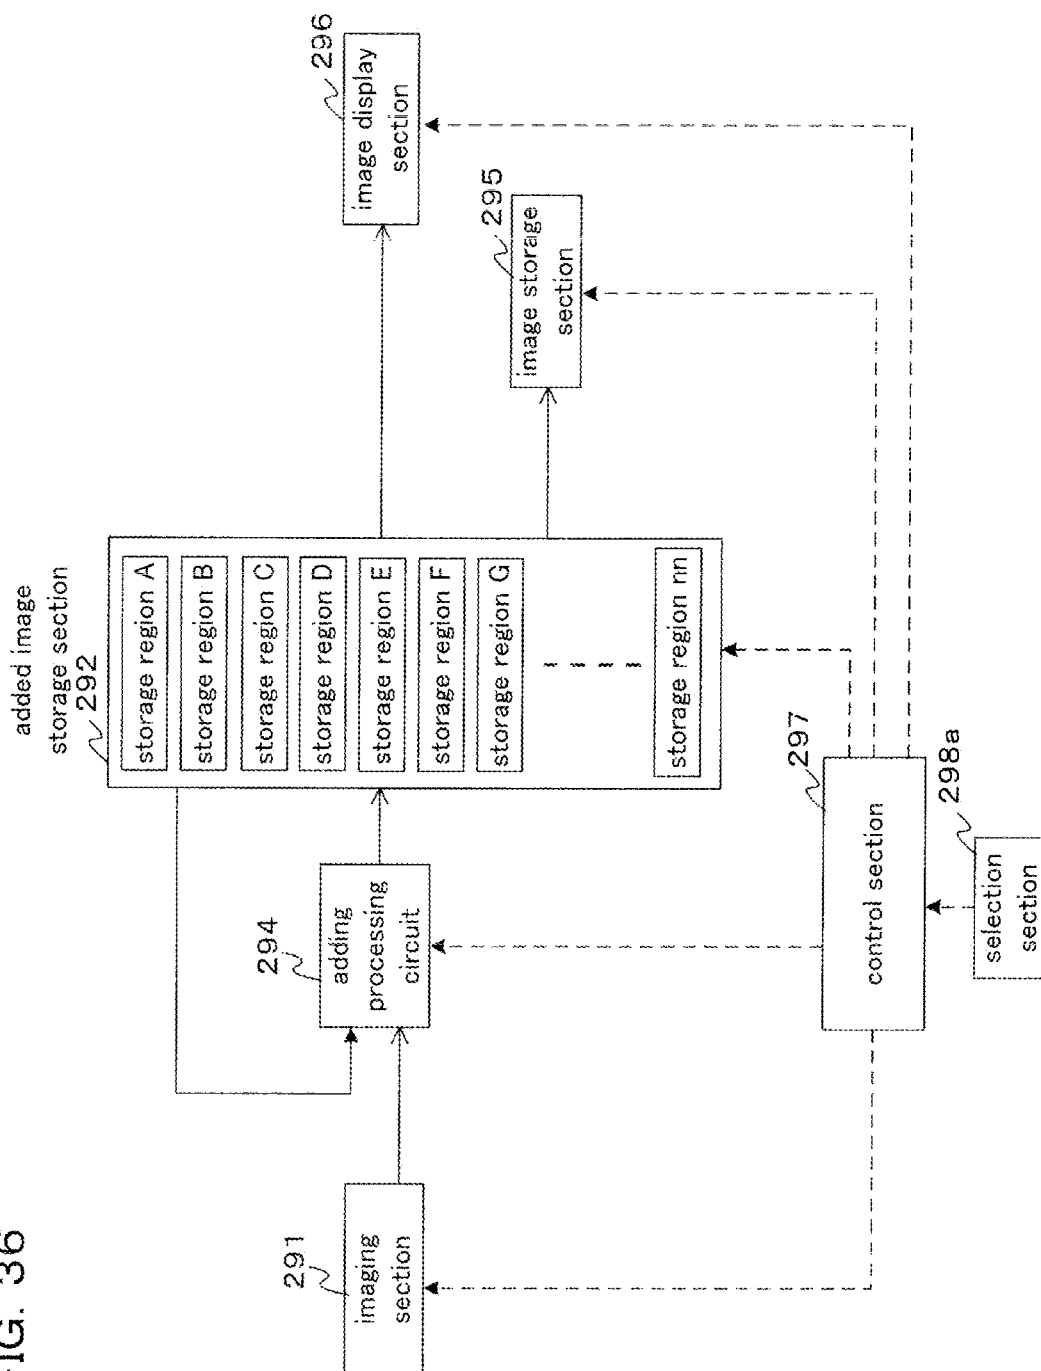 FIG. 36
added image
storage section
292
storage region A
storage region B
storage region C
storage region D
storage region E
storage region F
storage region G
storage region nn
291
imaging
section
294
adding
processing
circuit
296
image display
section
295
image storage
section
297
control section
298a
selection
section